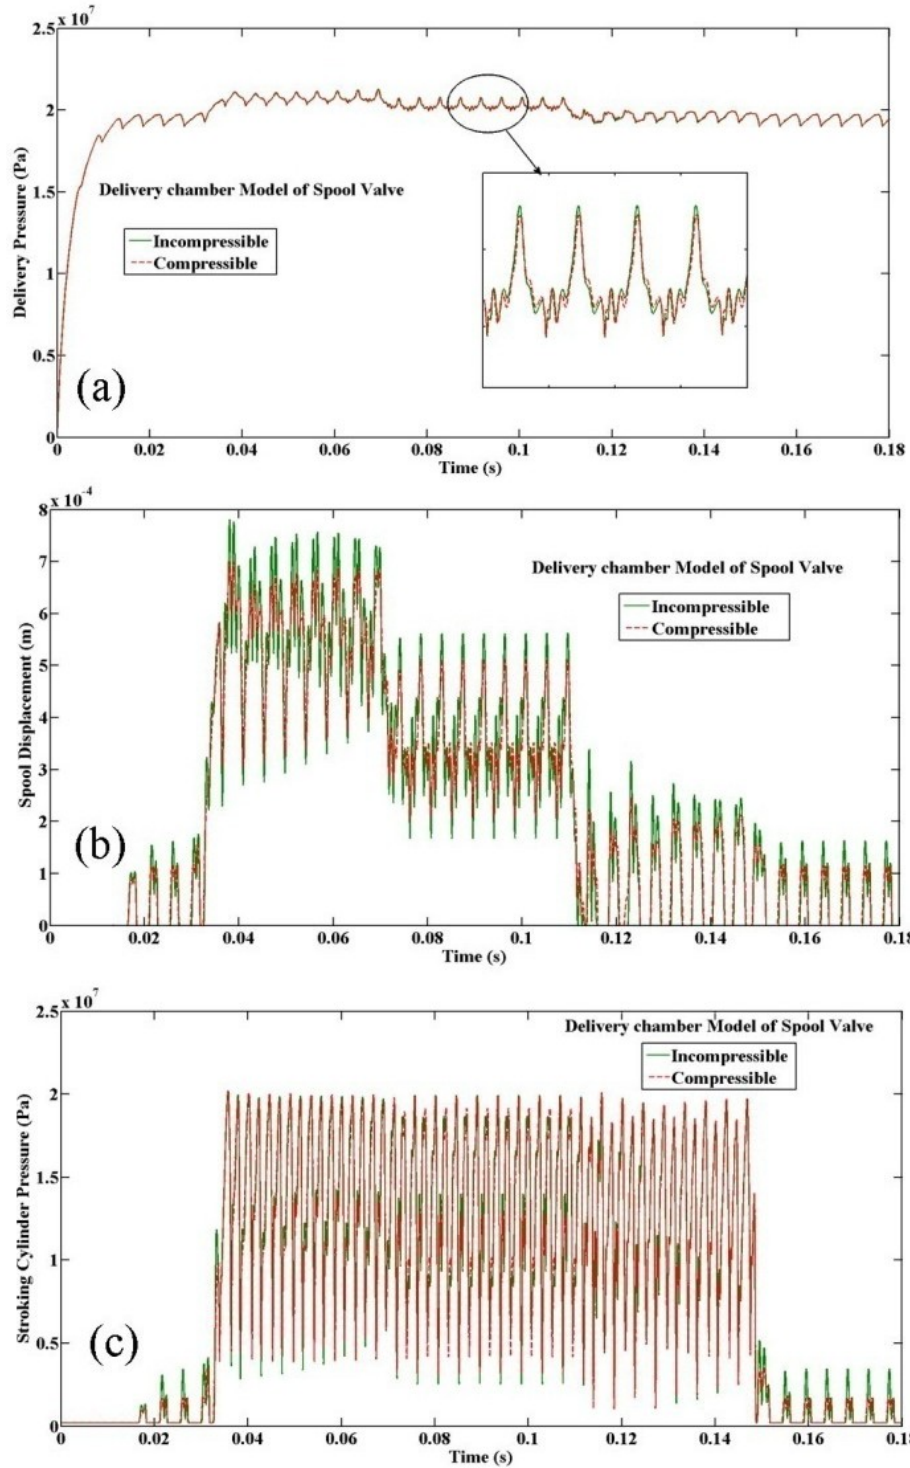 (a)
2.5 x 10⁷
2
1.5
1
0.5
0
Delivery Pressure (Pa)
Delivery chamber Model of Spool Valve
Incompressible
Compressible
0 0.02 0.04 0.06 0.08 0.1 0.12 0.14 0.16 0.18
Time (s)
8 x 10⁻⁴
7
6
5
4
3
2
1
0
Spool Displacement (m)
Delivery chamber Model of Spool Valve
Incompressible
Compressible
(b)
0 0.02 0.04 0.06 0.08 0.1 0.12 0.14 0.16 0.18
Time (s)
2.5 x 10⁷
2
1.5
1
0.5
0
Stroking Cylinder Pressure (Pa)
Delivery chamber Model of Spool Valve
Incompressible
Compressible
(c)
0 0.02 0.04 0.06 0.08 0.1 0.12 0.14 0.16 0.18
Time (s)